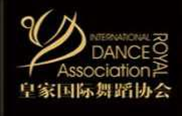 INTERNATIONAL
DANCE
Association
ROYAL
皇家国际舞蹈协会